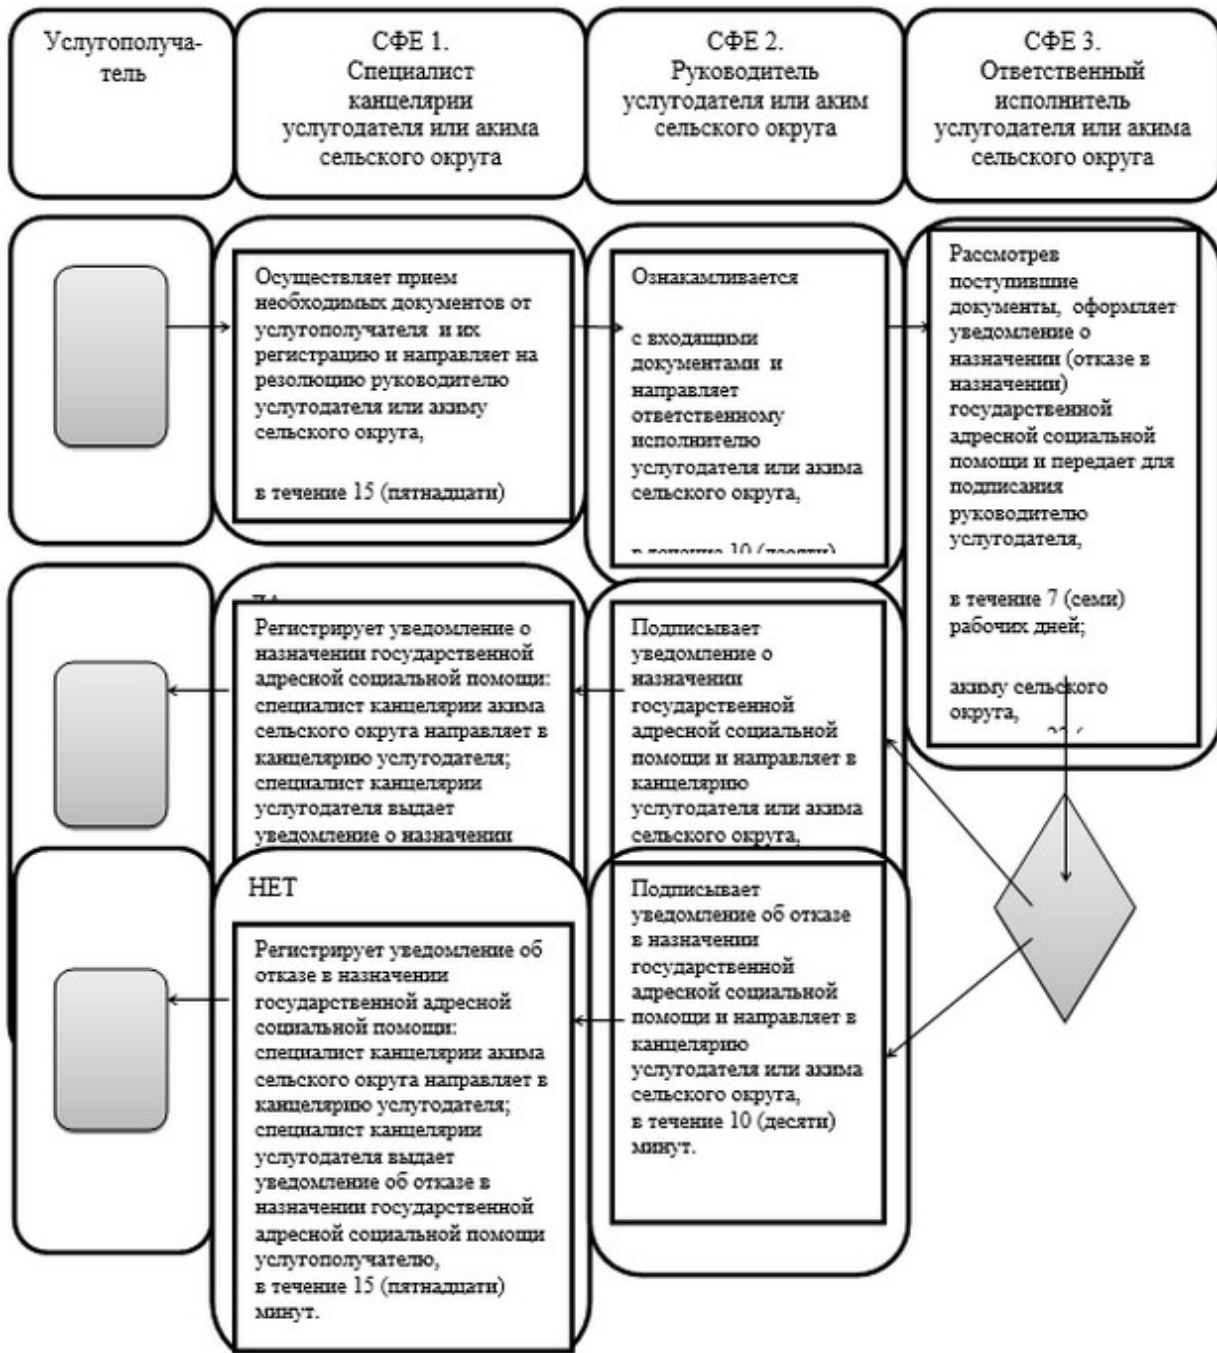 Услугополуча-
тель
СФЕ 1.
Специалист
канцелярии
услугодателя или акима
сельского округа
СФЕ 2.
Руководитель
услугодателя или аким
сельского округа
СФЕ 3.
Ответственный
исполнитель
услугодателя или акима
сельского округа
Осуществляет прием
необходимых документов от
услугополучателя и их
регистрацию и направляет на
резолюцию руководителю
услугодателя или акиму
сельского округа,
в течение 15 (пятнадцати)
Ознакамливается
с входящими
документами и
направляет
ответственному
исполнителю
услугодателя или акима
сельского округа,
в течение 10 (десяти)
Рассмотрев
поступившие
документы, оформляет
уведомление о
назначении (отказе в
назначении)
государственной
адресной социальной
помощи и передает для
подписания
руководителю
услугодателя,
в течение 7 (семи)
рабочих дней;
акиму сельского
округа,
Регистрирует уведомление о
назначении государственной
адресной социальной помощи:
специалист канцелярии акима
сельского округа направляет в
канцелярию услугодателя;
специалист канцелярии
услугодателя выдает
уведомление о назначении
Подписывает
уведомление о
назначении
государственной
адресной социальной
помощи и направляет в
канцелярию
услугодателя или акима
сельского округа,
НЕТ
Регистрирует уведомление об
отказе в назначении
государственной адресной
социальной помощи:
специалист канцелярии акима
сельского округа направляет в
канцелярию услугодателя;
специалист канцелярии
услугодателя выдает
уведомление об отказе в
назначении государственной
адресной социальной помощи
услугополучателю,
в течение 15 (пятнадцати)
минут.
Подписывает
уведомление об отказе
в назначении
государственной
адресной социальной
помощи и направляет в
канцелярию
услугодателя или акима
сельского округа,
в течение 10 (десяти)
минут.